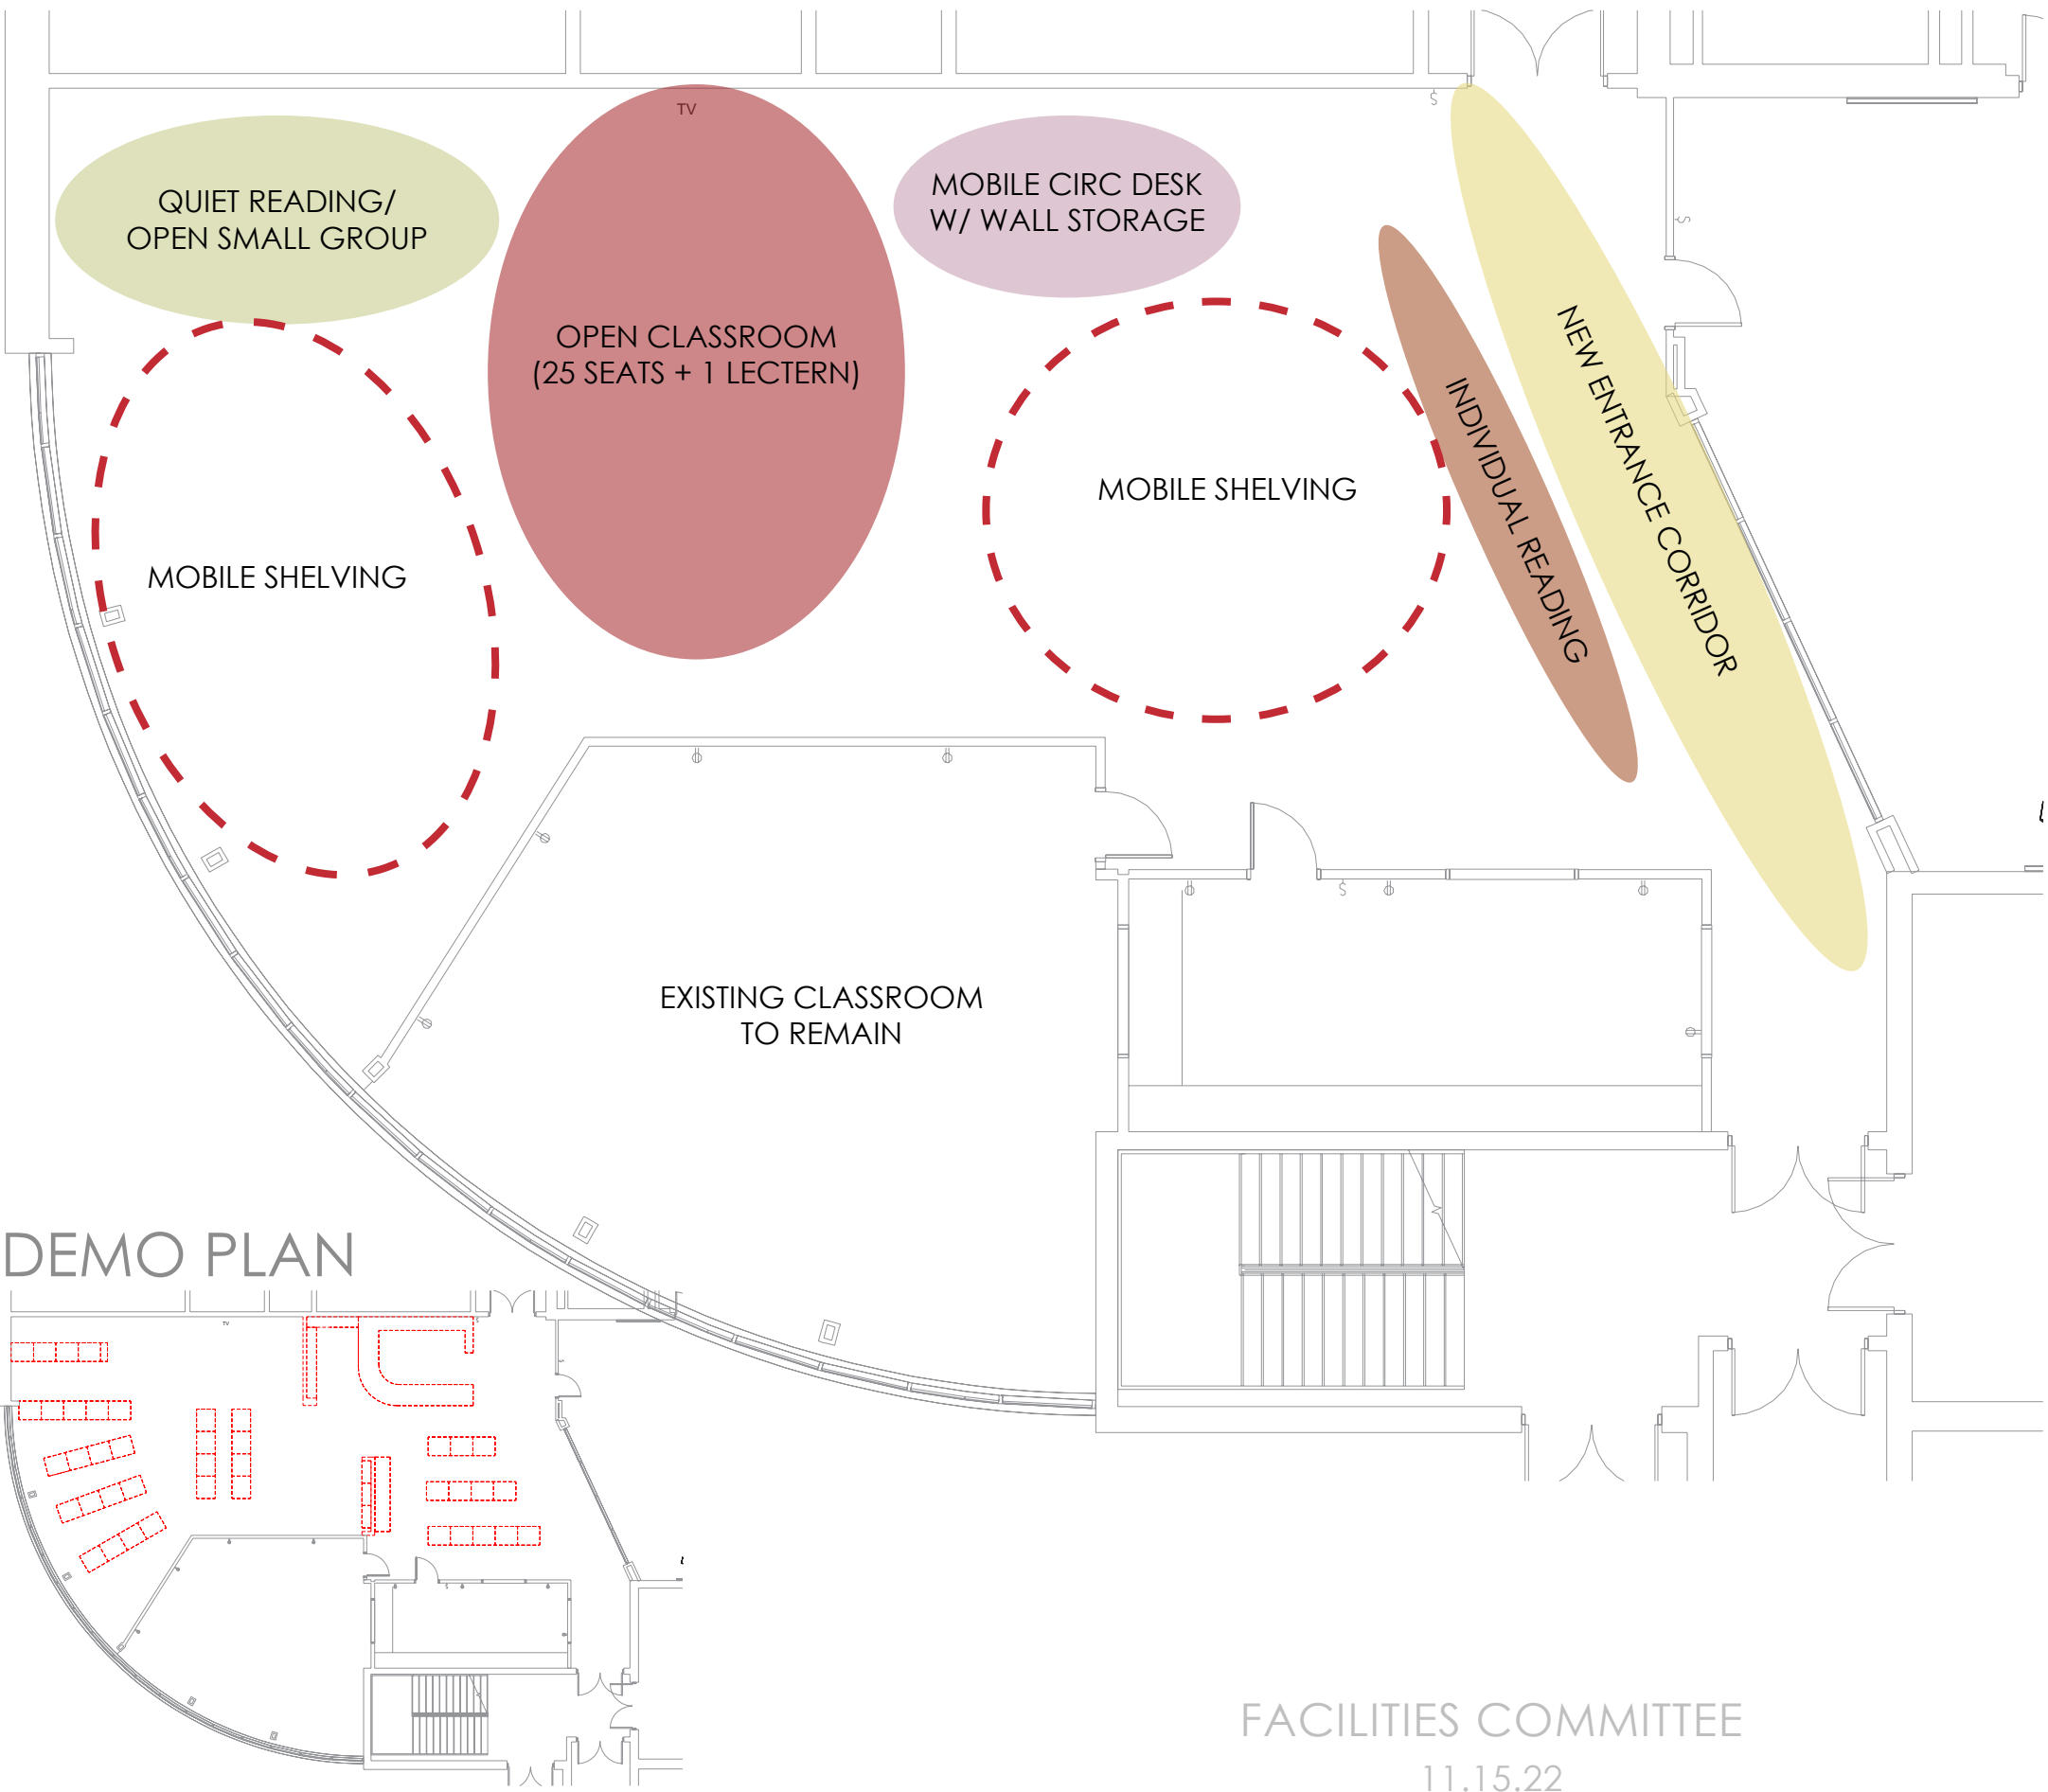 TV
QUIET READING/
OPEN SMALL GROUP
MOBILE CIRC DESK
W/ WALL STORAGE
OPEN CLASSROOM
(25 SEATS + 1 LECTERN)
NEW ENTRANCE CORRIDOR
INDIVIDUAL READING
MOBILE SHELVING
MOBILE SHELVING
EXISTING CLASSROOM
TO REMAIN
DEMO PLAN
TV
FACILITIES COMMITTEE
11.15.22